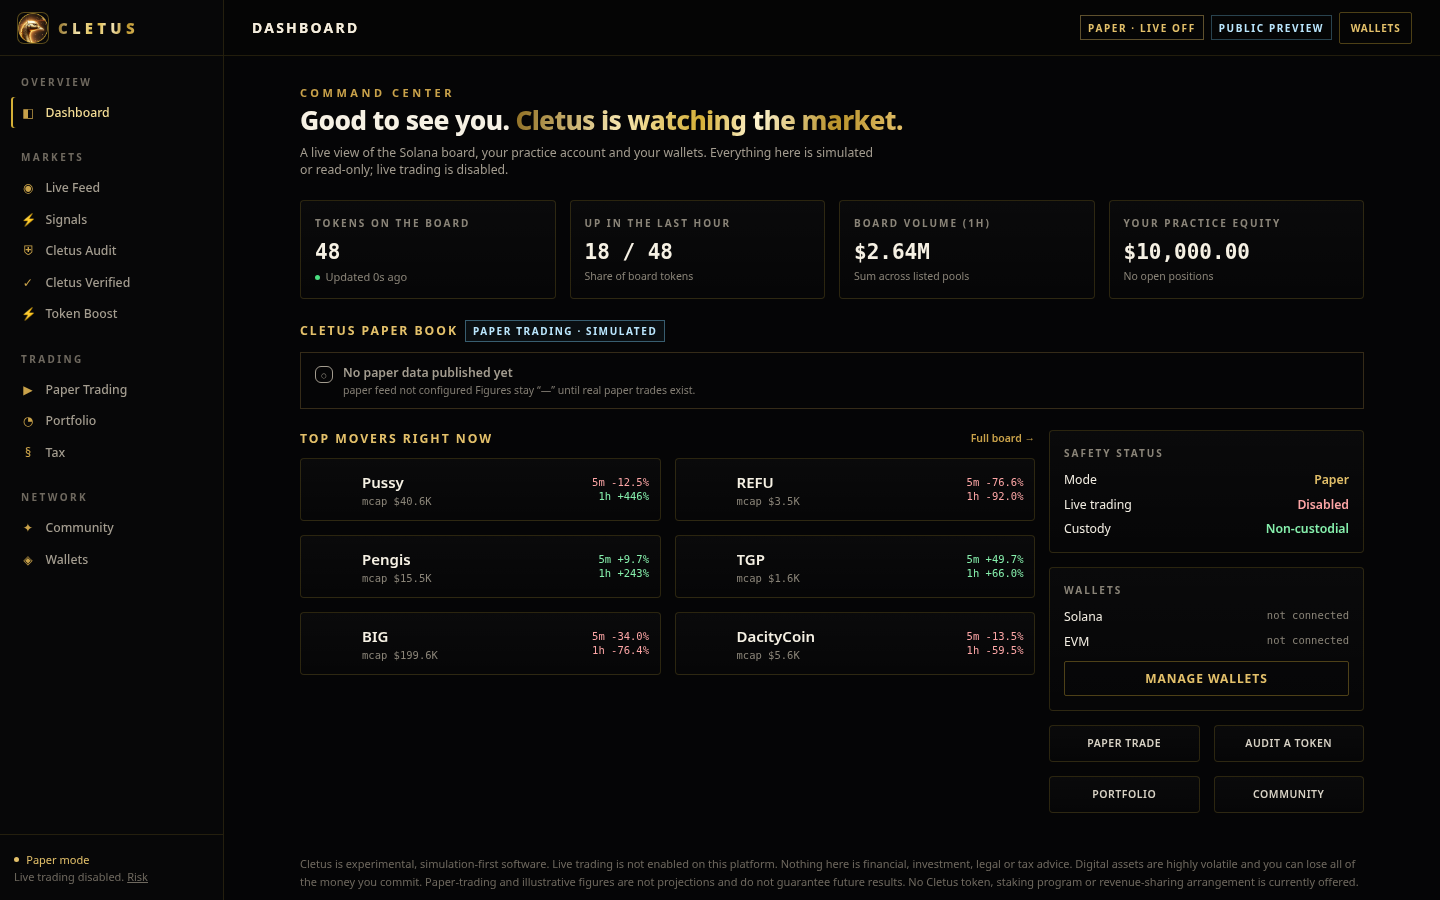 CLETUS
OVERVIEW
Dashboard
MARKETS
Live Feed
Signals
Cletus Audit
Cletus Verified
Token Boost
TRADING
Paper Trading
Portfolio
§ Tax
NETWORK
Community
Wallets
Paper mode
Live trading disabled. Risk
DASHBOARD
PAPER · LIVE OFF
PUBLIC PREVIEW
WALLETS
COMMAND CENTER
Good to see you. Cletus is watching the market.
A live view of the Solana board, your practice account and your wallets. Everything here is simulated
or read-only; live trading is disabled.
TOKENS ON THE BOARD
48
Updated 0s ago
UP IN THE LAST HOUR
18 / 48
Share of board tokens
BOARD VOLUME (1H)
$2.64M
Sum across listed pools
YOUR PRACTICE EQUITY
$10,000.00
No open positions
CLETUS PAPER BOOK PAPER TRADING · SIMULATED
No paper data published yet
paper feed not configured Figures stay “—” until real paper trades exist.
TOP MOVERS RIGHT NOW
Full board →
Pussy
mcap $40.6K
5m -12.5%
1h +446%
REFU
mcap $3.5K
5m -76.6%
1h -92.0%
Pengis
mcap $15.5K
5m +9.7%
1h +243%
TGP
mcap $1.6K
5m +49.7%
1h +66.0%
BIG
mcap $199.6K
5m -34.0%
1h -76.4%
DacityCoin
mcap $5.6K
5m -13.5%
1h -59.5%
SAFETY STATUS
Mode Paper
Live trading Disabled
Custody Non-custodial
WALLETS
Solana not connected
EVM not connected
MANAGE WALLETS
PAPER TRADE
AUDIT A TOKEN
PORTFOLIO
COMMUNITY
Cletus is experimental, simulation-first software. Live trading is not enabled on this platform. Nothing here is financial, investment, legal or tax advice. Digital assets are highly volatile and you can lose all of
the money you commit. Paper-trading and illustrative figures are not projections and do not guarantee future results. No Cletus token, staking program or revenue-sharing arrangement is currently offered.